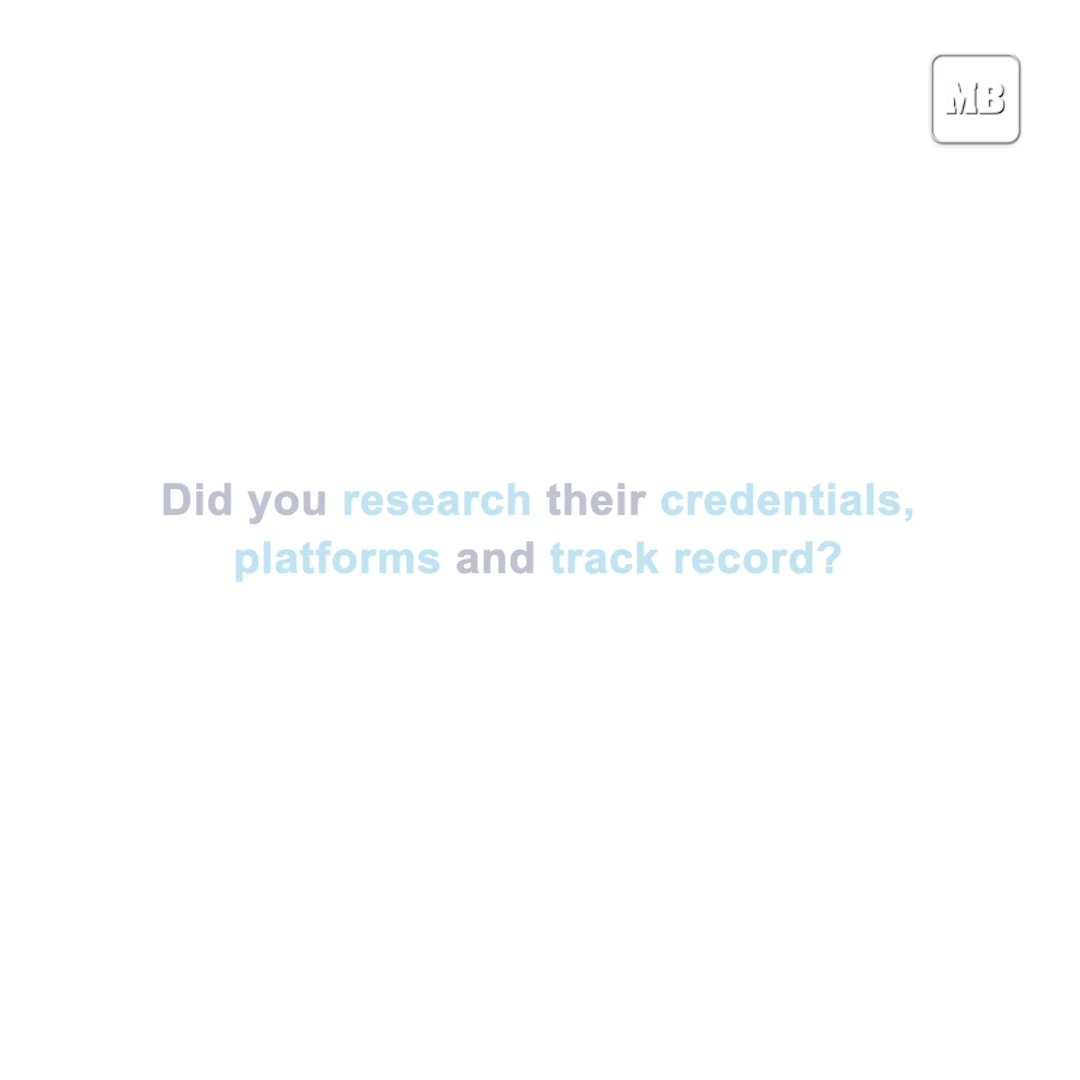 MB
Did you research their credentials,
platforms and track record?